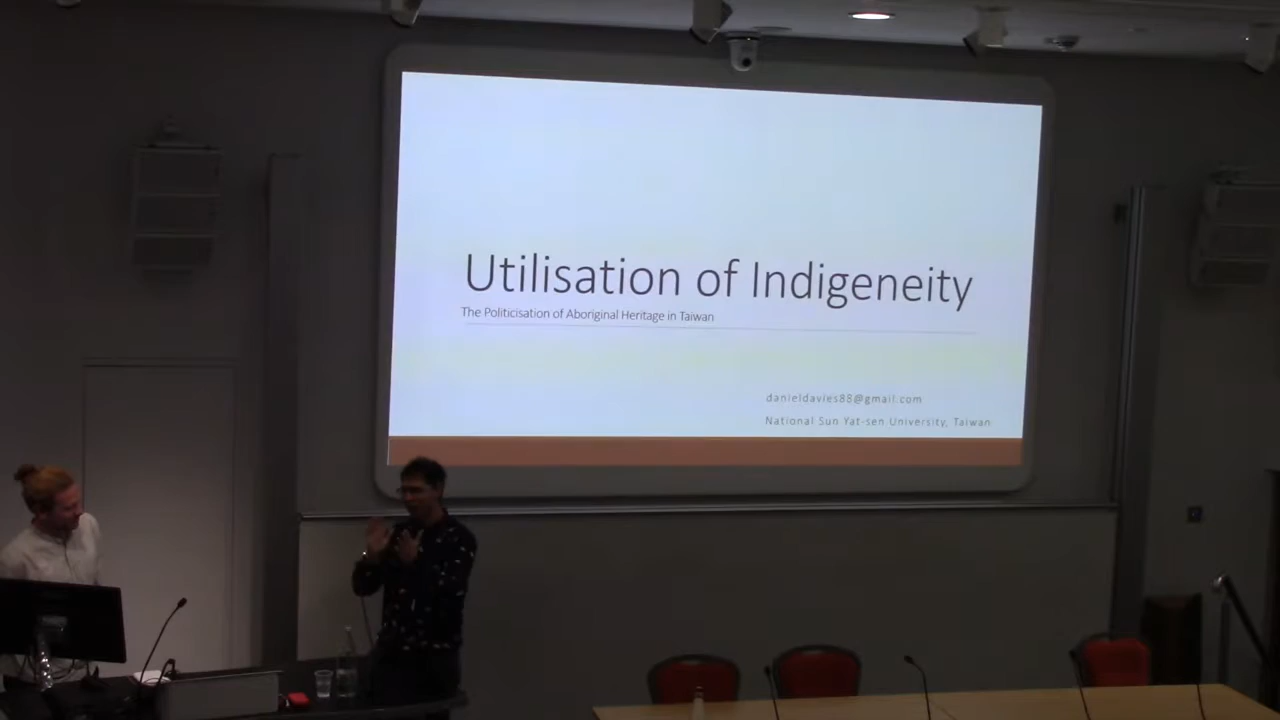 Utilisation of Indigeneity
The Politicisation of Aboriginal Heritage in Taiwan
danieldavies88@gmail.com
National Sun Yat-sen University, Taiwan